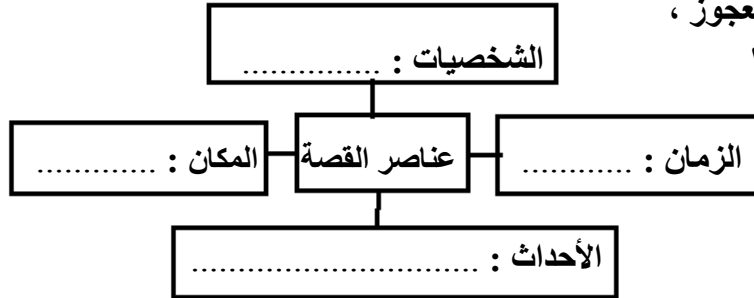 عجوز ،
الشخصيات : ...............
الزمان : ............
عناصر القصة
المكان : .............
الأحداث : ...............................